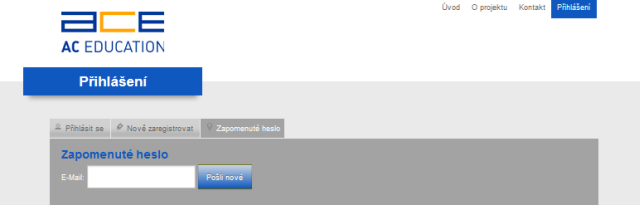 Úvod O projektu Kontakt Přihlášení
ace
AC EDUCATION
Přihlášení
Přihlásit se Nově zaregistrovat Zapomenuté heslo
Zapomenuté heslo
E-Mail: Pošli nové